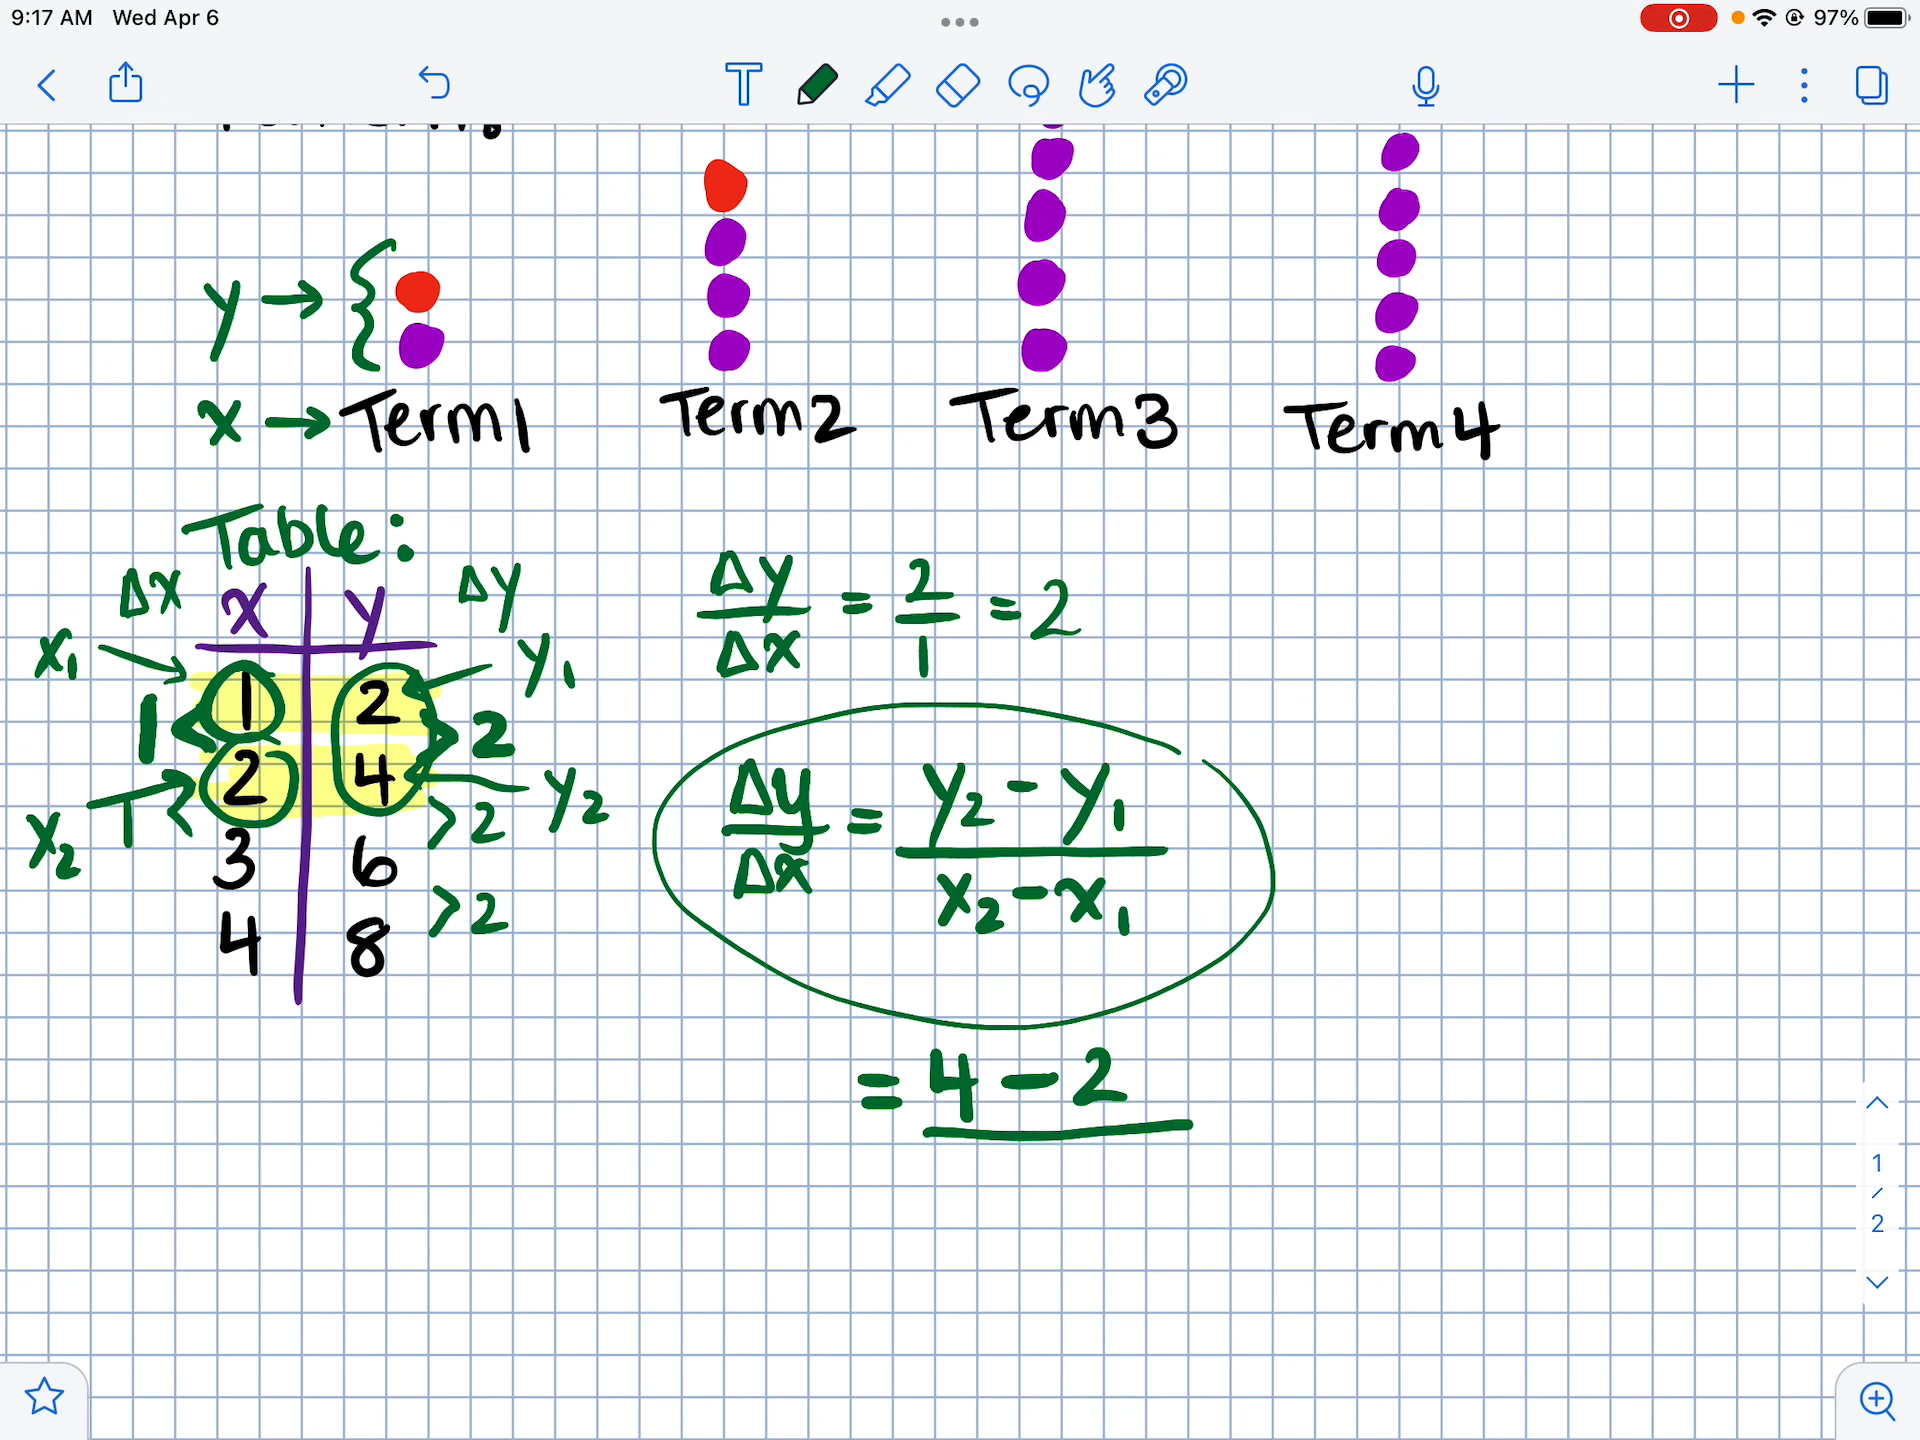 9:17 AM Wed Apr 6
97%
y →
x → Term 1 Term 2 Term 3 Term 4
Table:
Δx x y Δy
x₁ y₁
1 2
1 2
2 4
1 y₂
x₂ 2
3 6
2
4 8
Δy/Δx = 2/1 = 2
Δy/Δx = y₂ - y₁ / x₂ - x₁
= 4 - 2
1
/
2